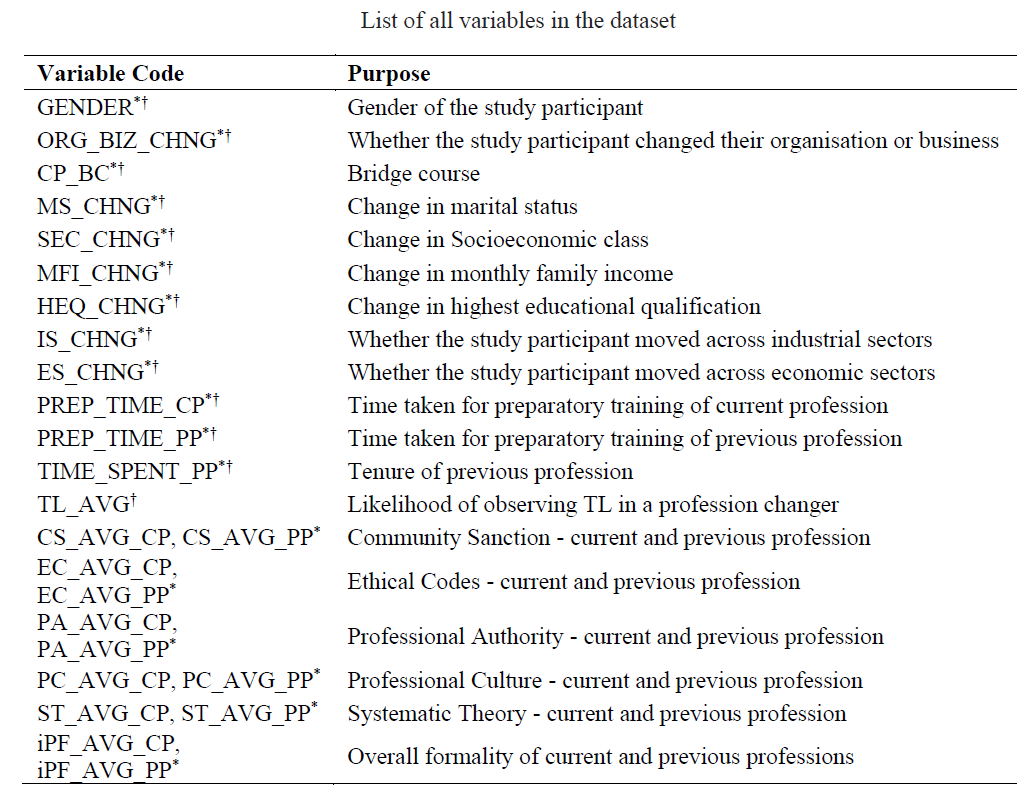 List of all variables in the dataset
Variable Code Purpose
GENDER*† Gender of the study participant
ORG_BIZ_CHNG*† Whether the study participant changed their organisation or business
CP_BC*† Bridge course
MS_CHNG*† Change in marital status
SEC_CHNG*† Change in Socioeconomic class
MFI_CHNG*† Change in monthly family income
HEQ_CHNG*† Change in highest educational qualification
IS_CHNG*† Whether the study participant moved across industrial sectors
ES_CHNG*† Whether the study participant moved across economic sectors
PREP_TIME_CP*† Time taken for preparatory training of current profession
PREP_TIME_PP*† Time taken for preparatory training of previous profession
TIME_SPENT_PP*† Tenure of previous profession
TL_AVG† Likelihood of observing TL in a profession changer
CS_AVG_CP, CS_AVG_PP* Community Sanction - current and previous profession
EC_AVG_CP,
EC_AVG_PP* Ethical Codes - current and previous profession
PA_AVG_CP,
PA_AVG_PP* Professional Authority - current and previous profession
PC_AVG_CP, PC_AVG_PP* Professional Culture - current and previous profession
ST_AVG_CP, ST_AVG_PP* Systematic Theory - current and previous profession
iPF_AVG_CP,
iPF_AVG_PP* Overall formality of current and previous professions